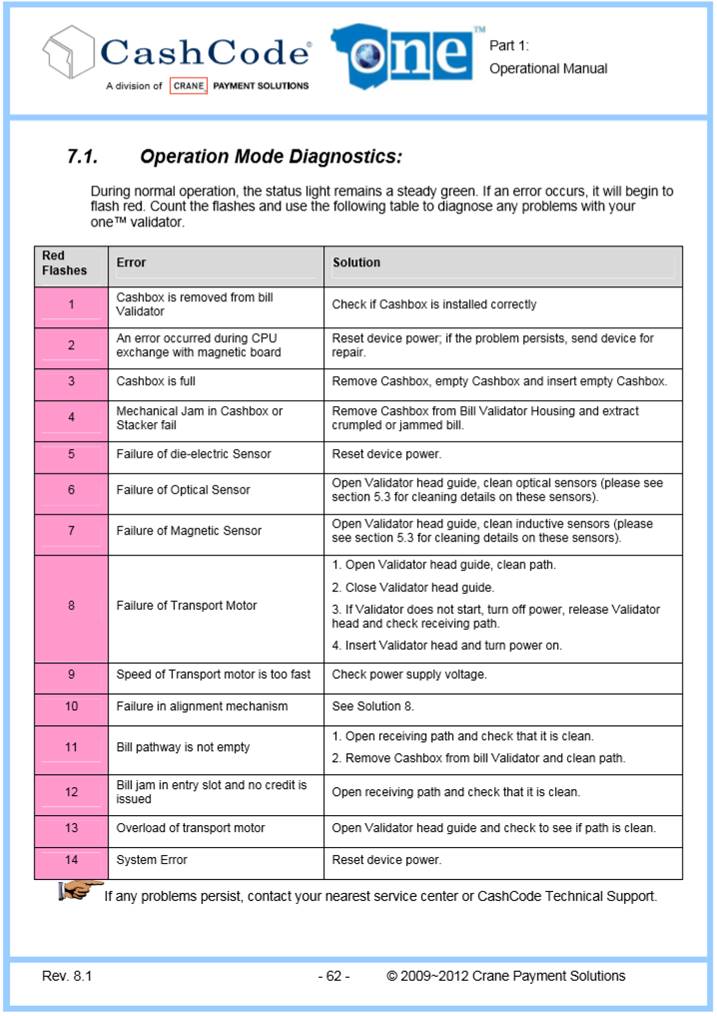 CashCode®
A division of CRANE PAYMENT SOLUTIONS
one™
Part 1:
Operational Manual
7.1. Operation Mode Diagnostics:
During normal operation, the status light remains a steady green. If an error occurs, it will begin to
flash red. Count the flashes and use the following table to diagnose any problems with your
one™ validator.
Red
Flashes
Error
Solution
1
Cashbox is removed from bill
Validator
Check if Cashbox is installed correctly
2
An error occurred during CPU
exchange with magnetic board
Reset device power; if the problem persists, send device for
repair.
3
Cashbox is full
Remove Cashbox, empty Cashbox and insert empty Cashbox.
4
Mechanical Jam in Cashbox or
Stacker fail
Remove Cashbox from Bill Validator Housing and extract
crumpled or jammed bill.
5
Failure of die-electric Sensor
Reset device power.
6
Failure of Optical Sensor
Open Validator head guide, clean optical sensors (please see
section 5.3 for cleaning details on these sensors).
7
Failure of Magnetic Sensor
Open Validator head guide, clean inductive sensors (please
see section 5.3 for cleaning details on these sensors).
8
Failure of Transport Motor
1. Open Validator head guide, clean path.
2. Close Validator head guide.
3. If Validator does not start, turn off power, release Validator
head and check receiving path.
4. Insert Validator head and turn power on.
9
Speed of Transport motor is too fast
Check power supply voltage.
10
Failure in alignment mechanism
See Solution 8.
11
Bill pathway is not empty
1. Open receiving path and check that it is clean.
2. Remove Cashbox from bill Validator and clean path.
12
Bill jam in entry slot and no credit is
issued
Open receiving path and check that it is clean.
13
Overload of transport motor
Open Validator head guide and check to see if path is clean.
14
System Error
Reset device power.
If any problems persist, contact your nearest service center or CashCode Technical Support.
Rev. 8.1
- 62 -
© 2009~2012 Crane Payment Solutions